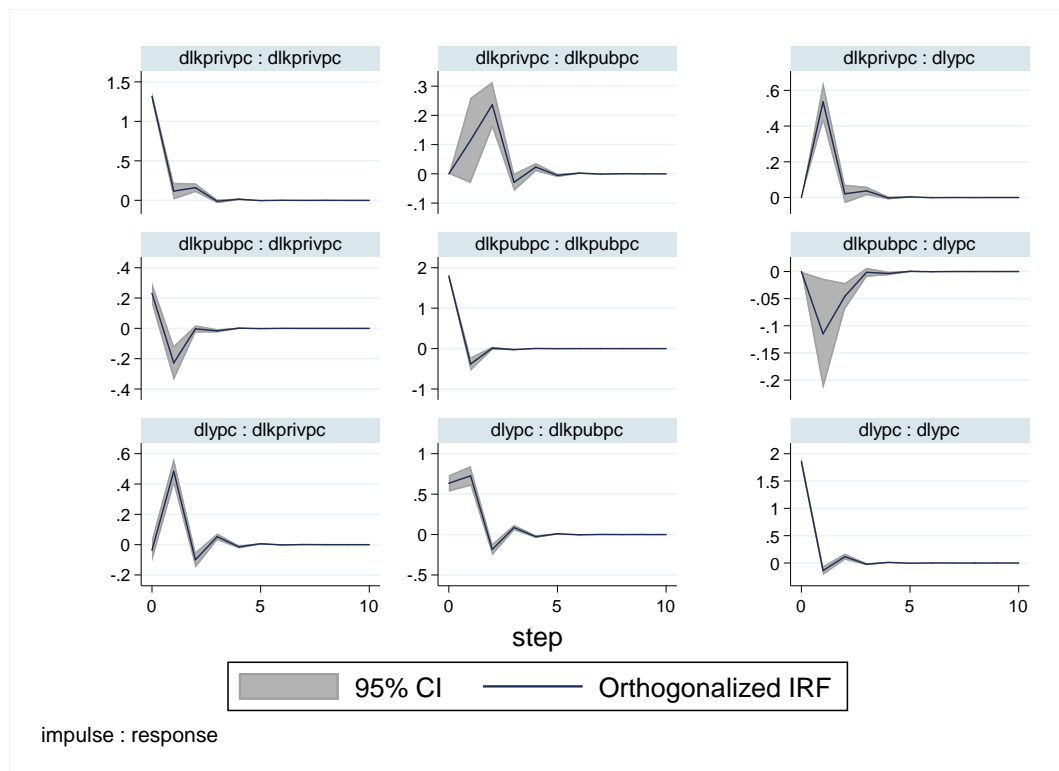 dlkprivpc : dlkprivpc
1.5
1
.5
0
dlkprivpc : dlkpubpc
.3
.2
.1
0
-.1
dlkprivpc : dlypc
.6
.4
.2
0
dlkpubpc : dlkprivpc
.4
.2
0
-.2
-.4
dlkpubpc : dlkpubpc
2
1
0
-1
dlkpubpc : dlypc
0
-.05
-.1
-.15
-.2
dlypc : dlkprivpc
.6
.4
.2
0
-.2
0 5 10
dlypc : dlkpubpc
1
.5
0
-.5
0 5 10
dlypc : dlypc
2
1.5
1
.5
0
0 5 10
step
95% CI Orthogonalized IRF
impulse : response